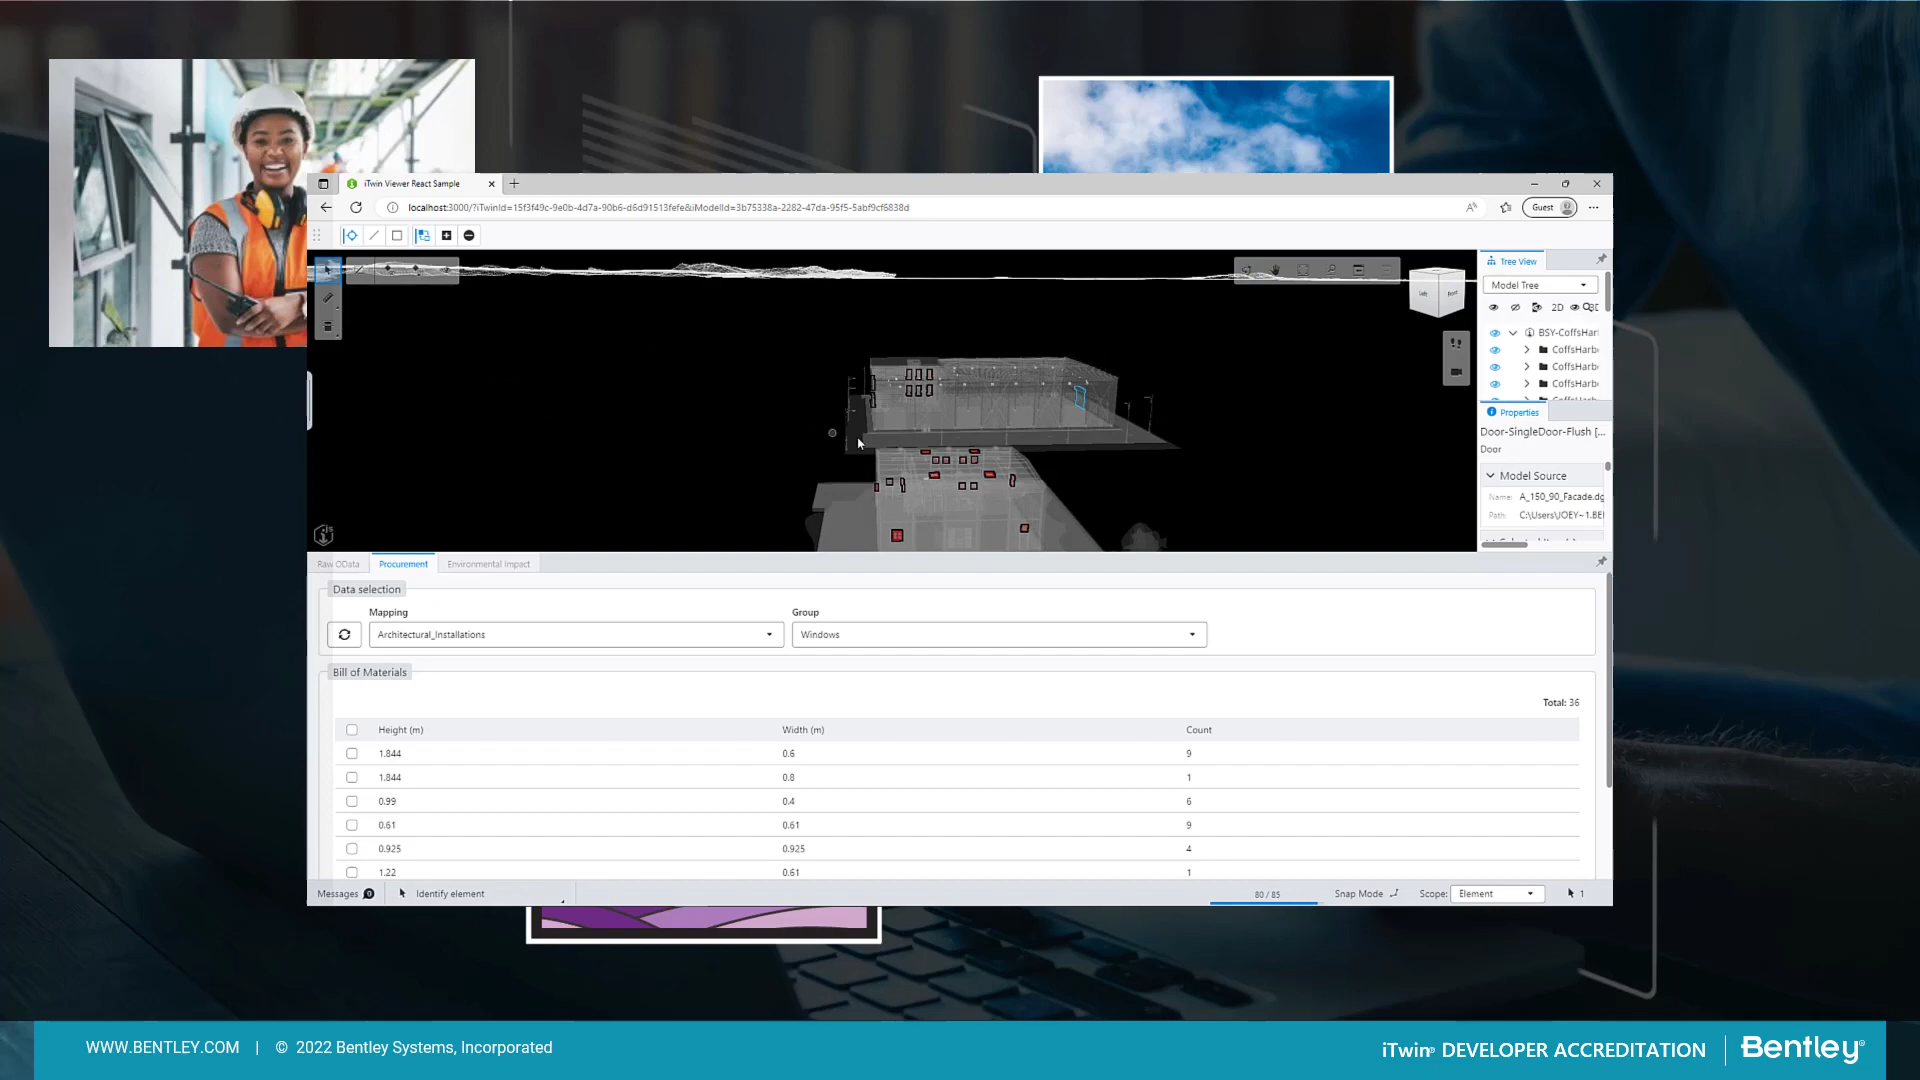 iTwin Viewer React Sample
localhost:3000/?iTwinId=15f3f49c-9e0b-4d7a-90b6-d6d91513fefe&iModelId=3b75338a-2282-47da-95f5-5abf9cf6838d
Guest
Left
Front
Tree View
Model Tree
2D
3D
BSY-CoffsHar
CoffsHarb
CoffsHarb
CoffsHarb
Properties
Door-SingleDoor-Flush [...
Door
Model Source
Name: A_150_90_Facade.dg
Path: C:\Users\JOEY~1.BE
Raw OData
Procurement
Environmental Impact
Data selection
Mapping
Group
Architectural_Installations
Windows
Bill of Materials
Total: 36
Height (m) Width (m) Count
1.844 0.6 9
1.844 0.8 1
0.99 0.4 6
0.61 0.61 9
0.925 0.925 4
1.22 0.61 1
Messages 0 Identify element 80 / 85 Snap Mode Scope: Element 1
WWW.BENTLEY.COM | © 2022 Bentley Systems, Incorporated
iTwin® DEVELOPER ACCREDITATION
Bentley®